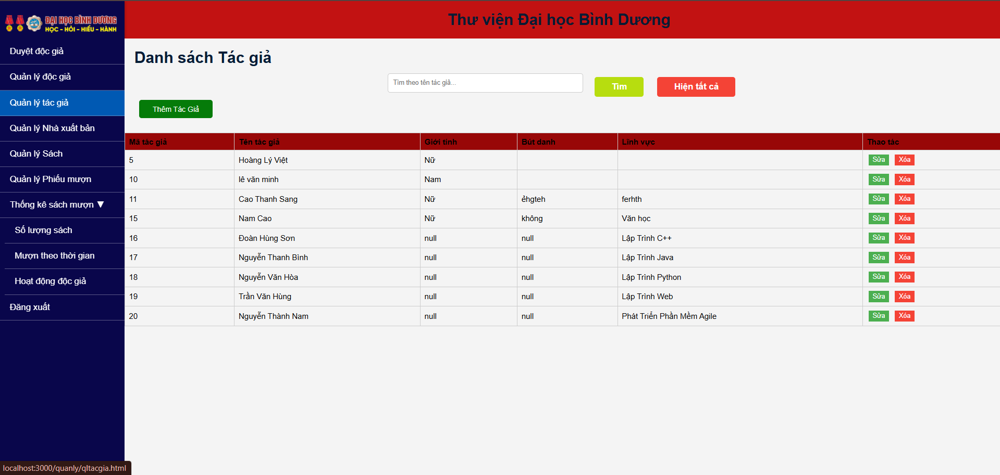 ĐẠI HỌC BÌNH DƯƠNG
HỌC - HỎI - HIỂU - HÀNH
Duyệt độc giả
Quản lý độc giả
Quản lý tác giả
Quản lý Nhà xuất bản
Quản lý Sách
Quản lý Phiếu mượn
Thống kê sách mượn ▼
Số lượng sách
Mượn theo thời gian
Hoạt động độc giả
Đăng xuất
Thư viện Đại học Bình Dương
Danh sách Tác giả
Tìm theo tên tác giả...
Tìm
Hiện tất cả
Thêm Tác Giả
Mã tác giả Tên tác giả Giới tính Bút danh Lĩnh vực Thao tác
5 Hoàng Lý Việt Nữ Sửa Xóa
10 lê văn minh Nam Sửa Xóa
11 Cao Thanh Sang Nữ ẻhgteh ferhth Sửa Xóa
15 Nam Cao Nữ không Văn học Sửa Xóa
16 Đoàn Hùng Sơn null null Lập Trình C++ Sửa Xóa
17 Nguyễn Thanh Bình null null Lập Trình Java Sửa Xóa
18 Nguyễn Văn Hòa null null Lập Trình Python Sửa Xóa
19 Trần Văn Hùng null null Lập Trình Web Sửa Xóa
20 Nguyễn Thành Nam null null Phát Triển Phần Mềm Agile Sửa Xóa
localhost:3000/quanly/qltacgia.html